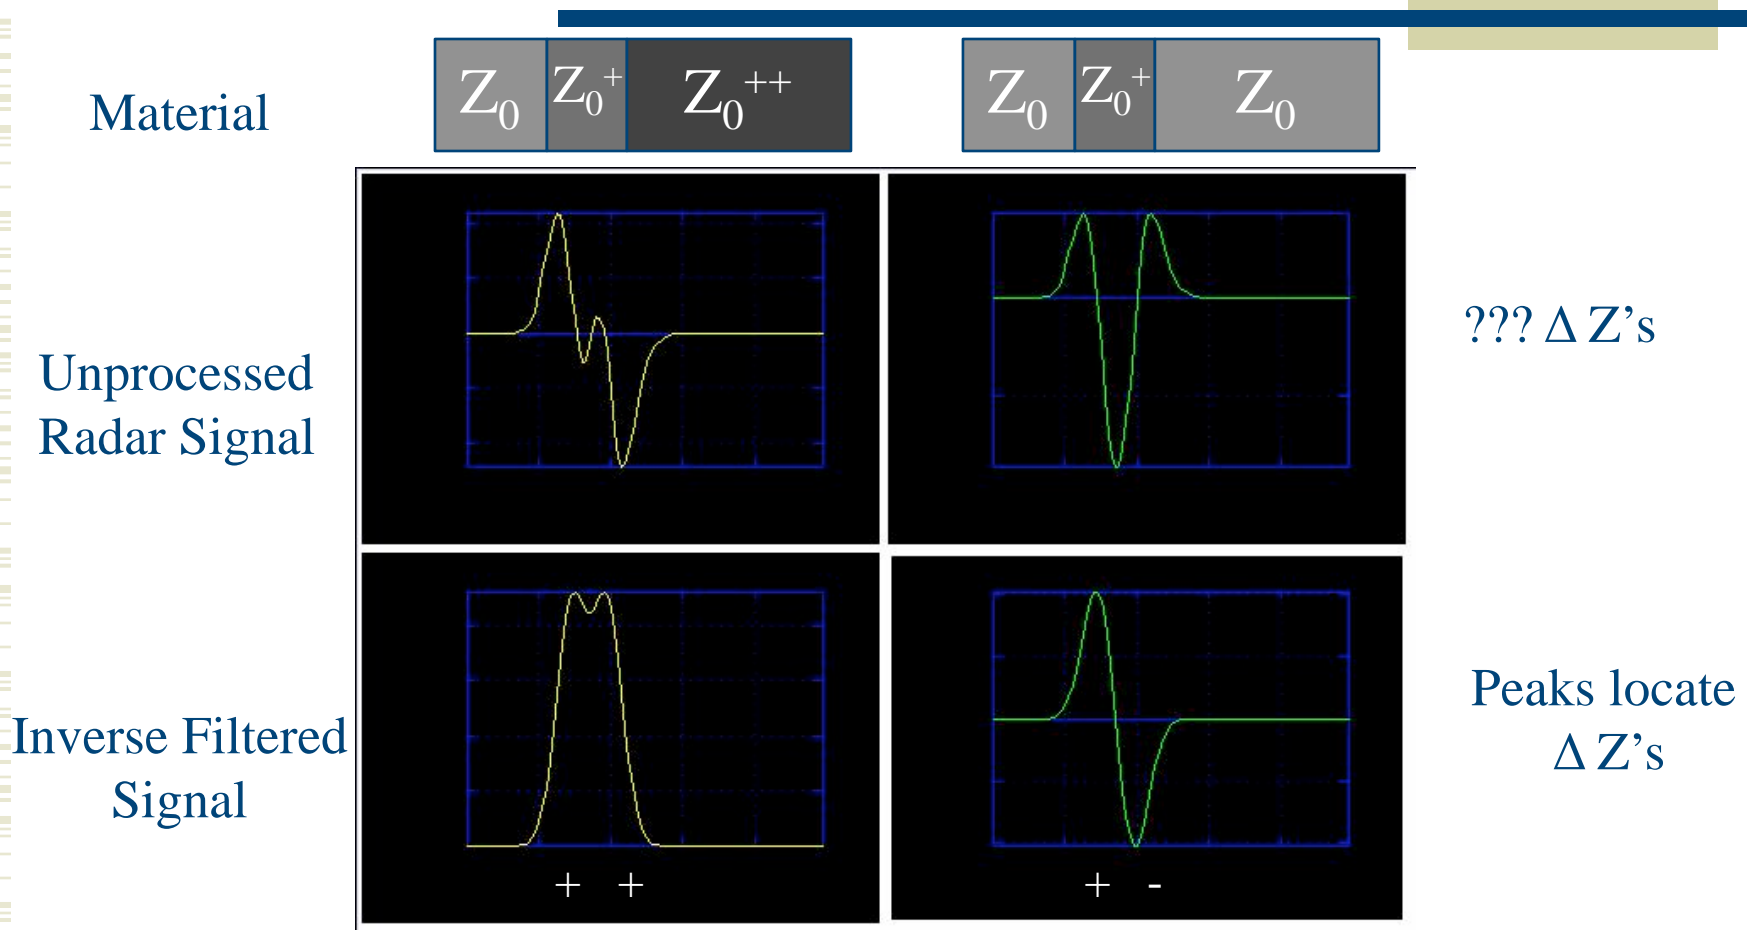 Material
Z₀ Z₀⁺ Z₀⁺⁺
Z₀ Z₀⁺ Z₀
Unprocessed
Radar Signal
??? Δ Z’s
Inverse Filtered
Signal
Peaks locate
Δ Z’s
+ +
+ -